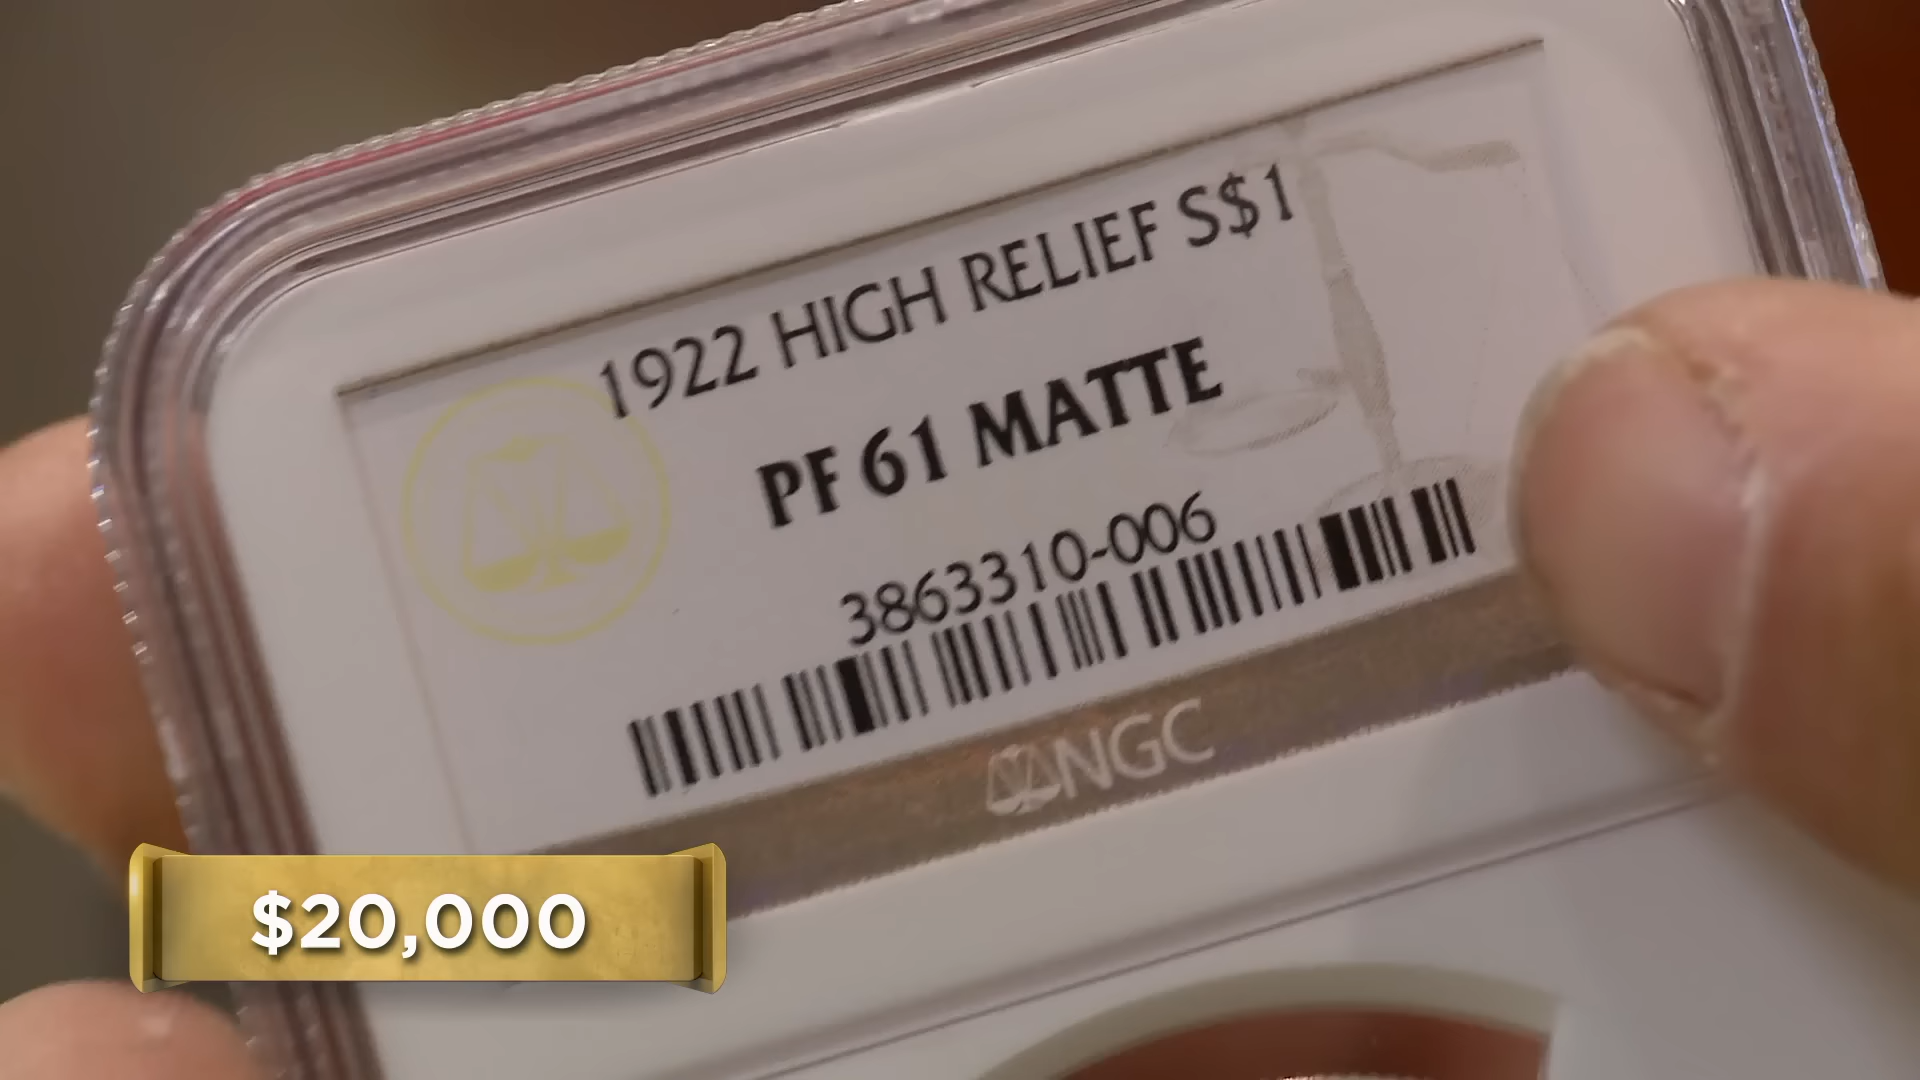 1922 HIGH RELIEF S$1
PF 61 MATTE
3863310-006
NGC
$20,000